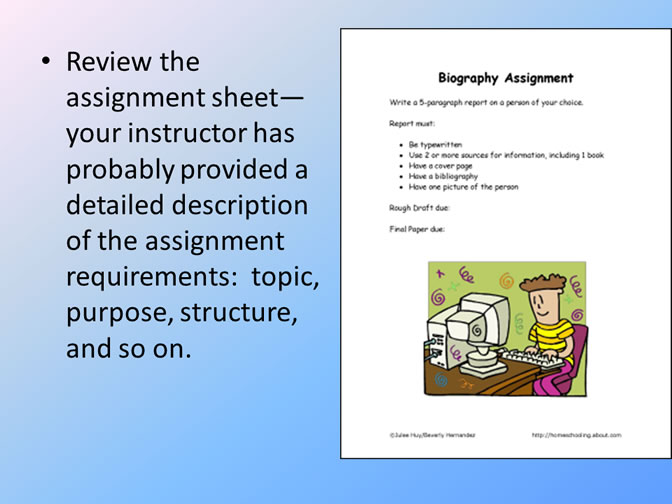 • Review the
assignment sheet—
your instructor has
probably provided a
detailed description
of the assignment
requirements:  topic,
purpose, structure,
and so on.
Biography Assignment
Write a 5-paragraph report on a person of your choice.
Report must:
• Be typewritten
• Use 2 or more sources for information, including 1 book
• Have a cover page
• Have a bibliography
• Have one picture of the person
Rough Draft due:
Final Paper due:
©Julee Huy/Beverly Hernandez
http://homeschooling.about.com